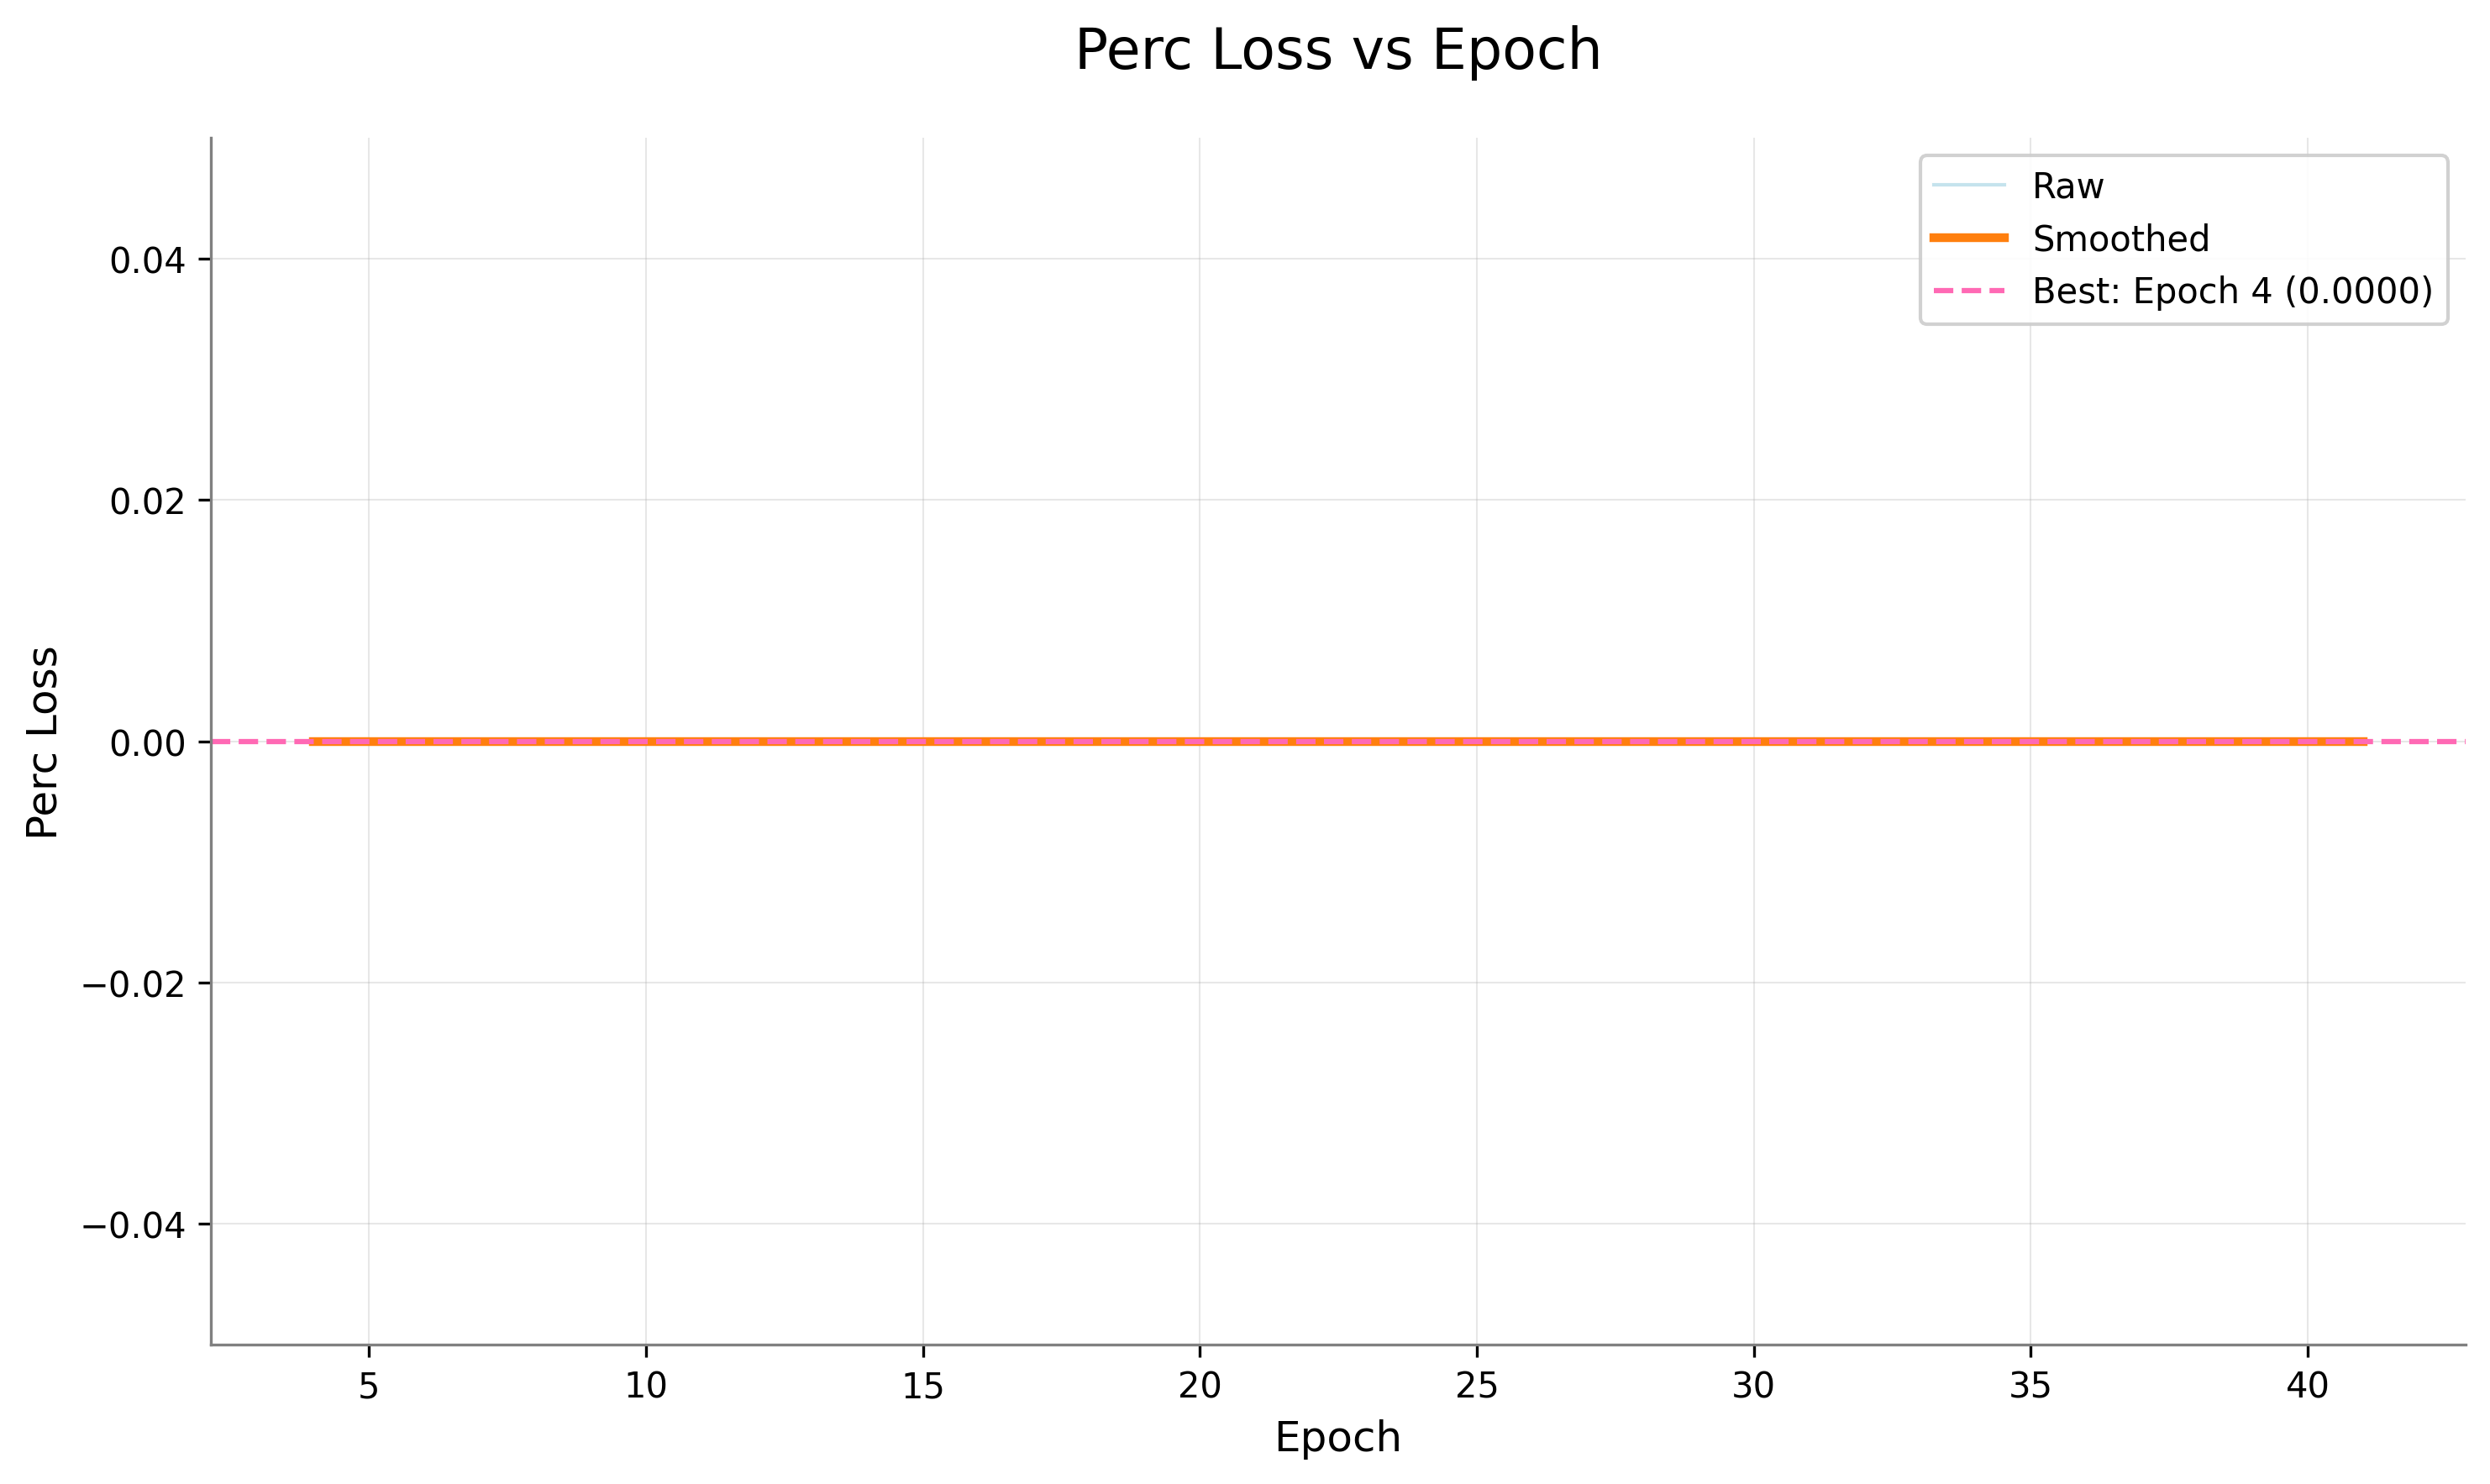 Perc Loss vs Epoch
Raw
Smoothed
Best: Epoch 4 (0.0000)
0.04
0.02
0.00
−0.02
−0.04
Perc Loss
5 10 15 20 25 30 35 40
Epoch